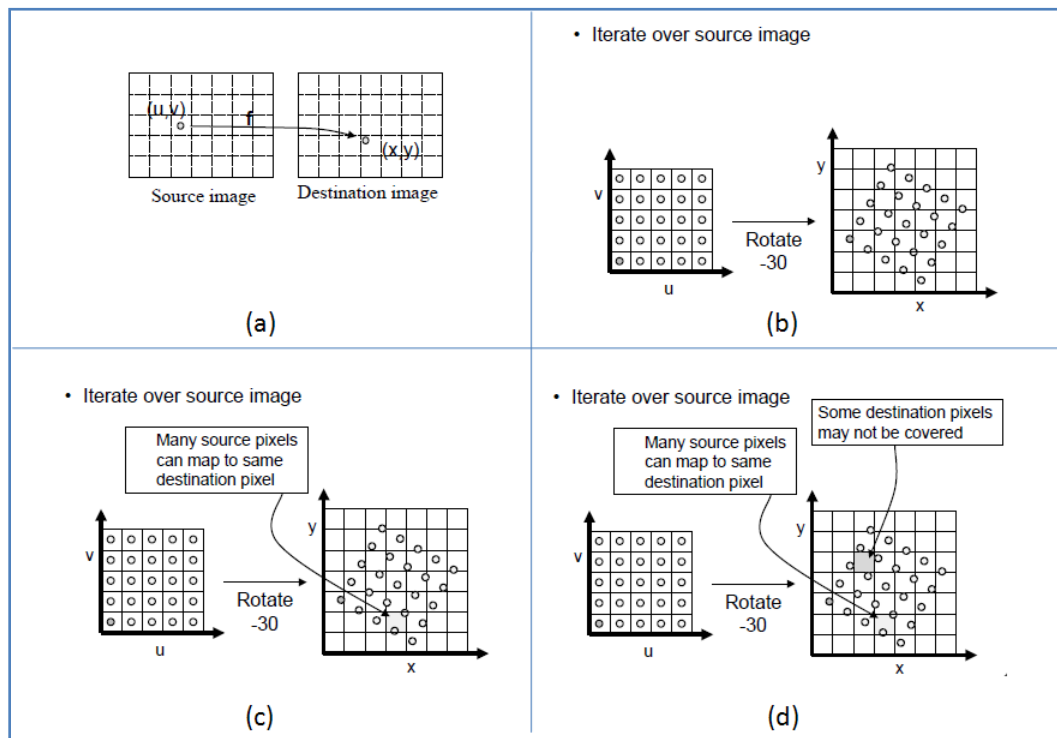 (u,v)
f
(x,y)
Source image
Destination image
(a)
• Iterate over source image
v
u
Rotate
-30
y
x
(b)
• Iterate over source image
Many source pixels
can map to same
destination pixel
v
u
Rotate
-30
y
x
(c)
• Iterate over source image
Many source pixels
can map to same
destination pixel
Some destination pixels
may not be covered
v
u
Rotate
-30
y
x
(d)